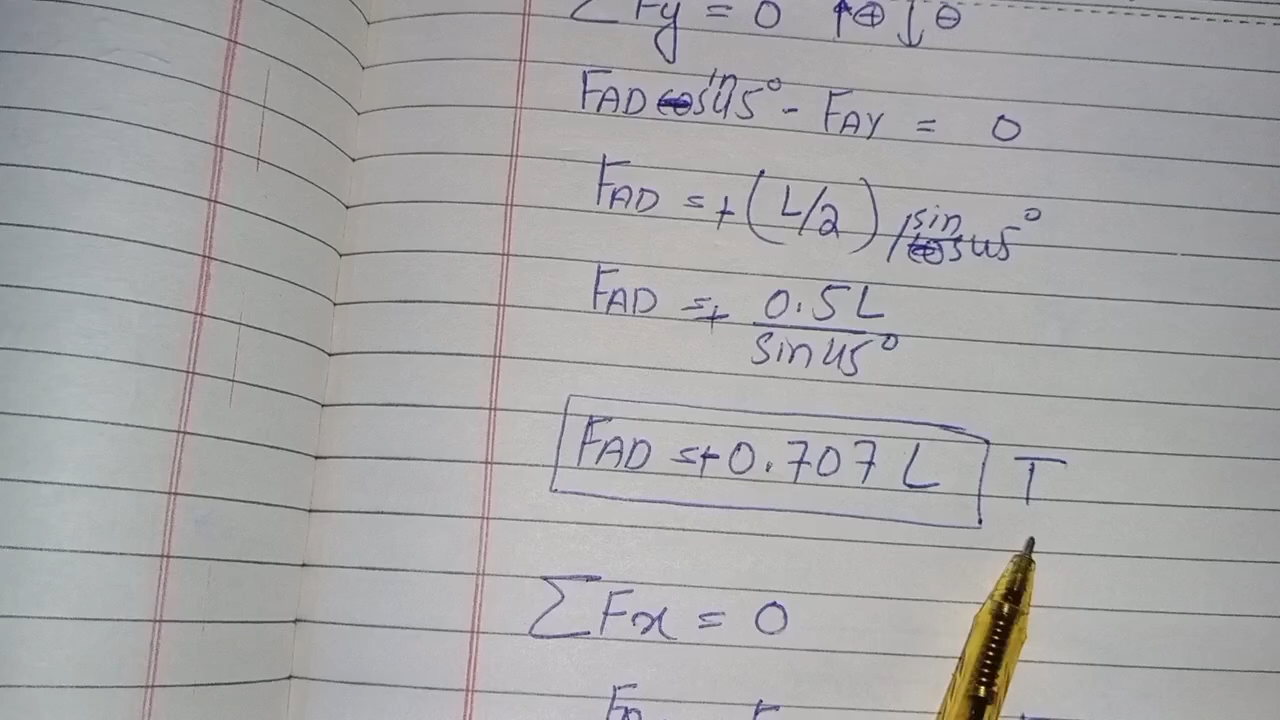 ΣFy = 0 ↑⊕ ↓⊖
FAD sin45° - FAY = 0
FAD = + (L/2) / sin45°
FAD = + 0.5L / sin45°
FAD = +0.707 L T
ΣFx = 0